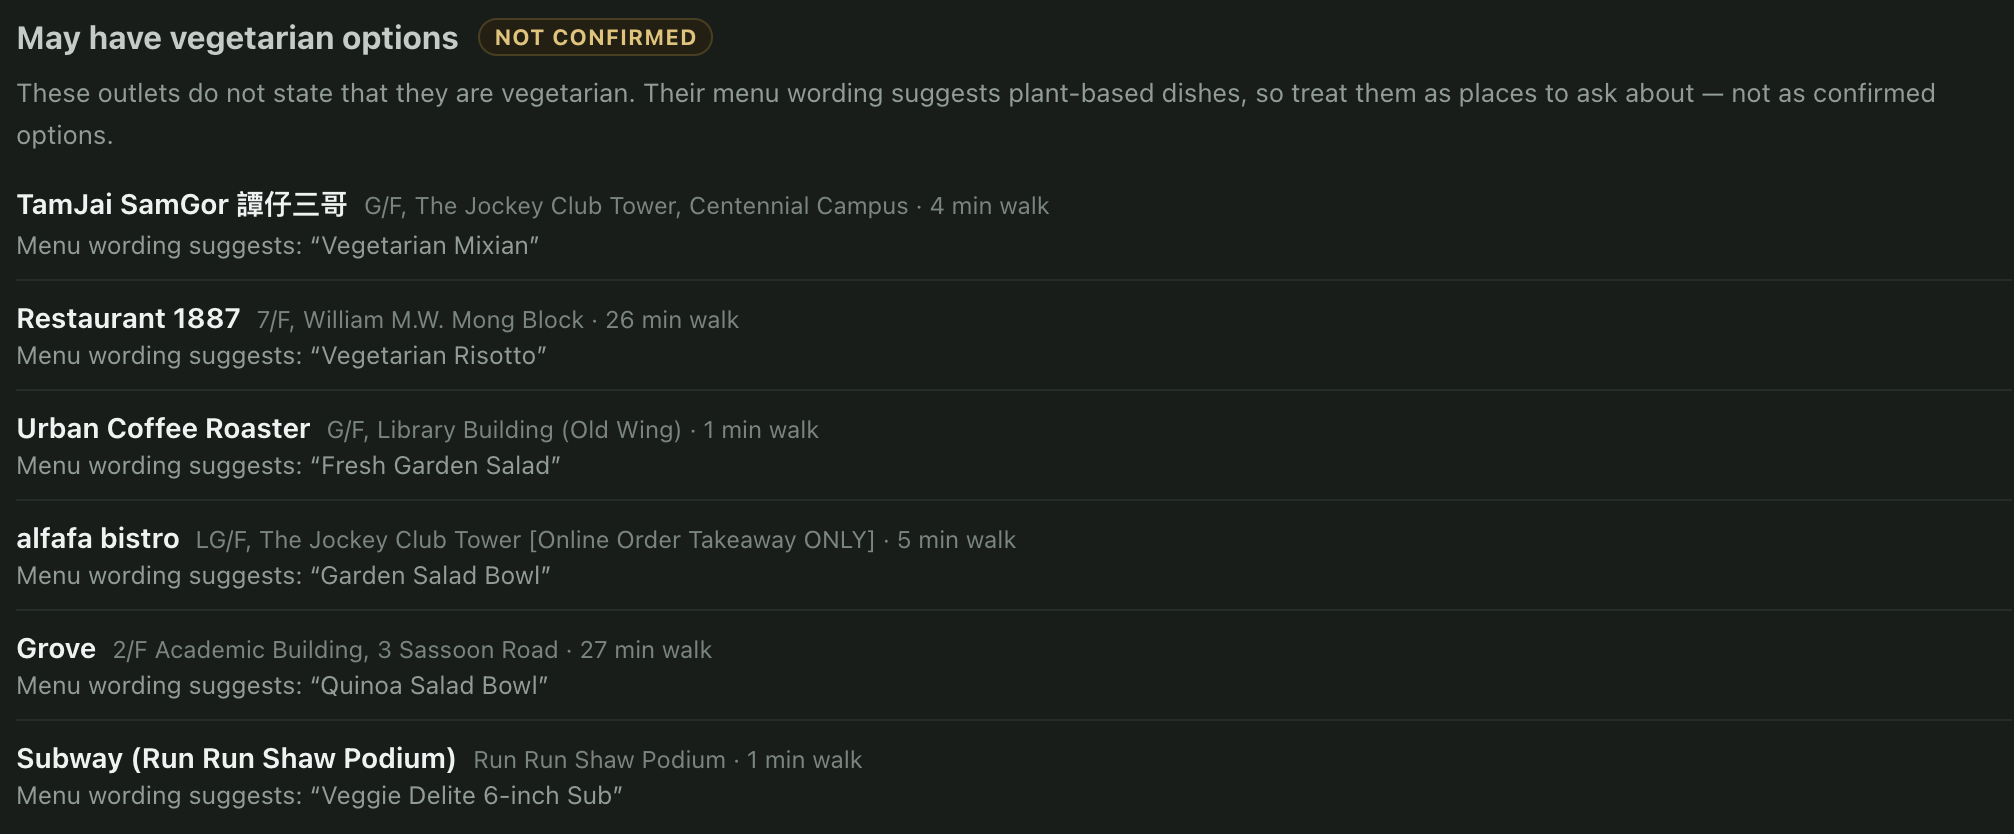 May have vegetarian options NOT CONFIRMED
These outlets do not state that they are vegetarian. Their menu wording suggests plant-based dishes, so treat them as places to ask about — not as confirmed
options.
TamJai SamGor 譚仔三哥 G/F, The Jockey Club Tower, Centennial Campus · 4 min walk
Menu wording suggests: “Vegetarian Mixian”
Restaurant 1887 7/F, William M.W. Mong Block · 26 min walk
Menu wording suggests: “Vegetarian Risotto”
Urban Coffee Roaster G/F, Library Building (Old Wing) · 1 min walk
Menu wording suggests: “Fresh Garden Salad”
alfafa bistro LG/F, The Jockey Club Tower [Online Order Takeaway ONLY] · 5 min walk
Menu wording suggests: “Garden Salad Bowl”
Grove 2/F Academic Building, 3 Sassoon Road · 27 min walk
Menu wording suggests: “Quinoa Salad Bowl”
Subway (Run Run Shaw Podium) Run Run Shaw Podium · 1 min walk
Menu wording suggests: “Veggie Delite 6-inch Sub”